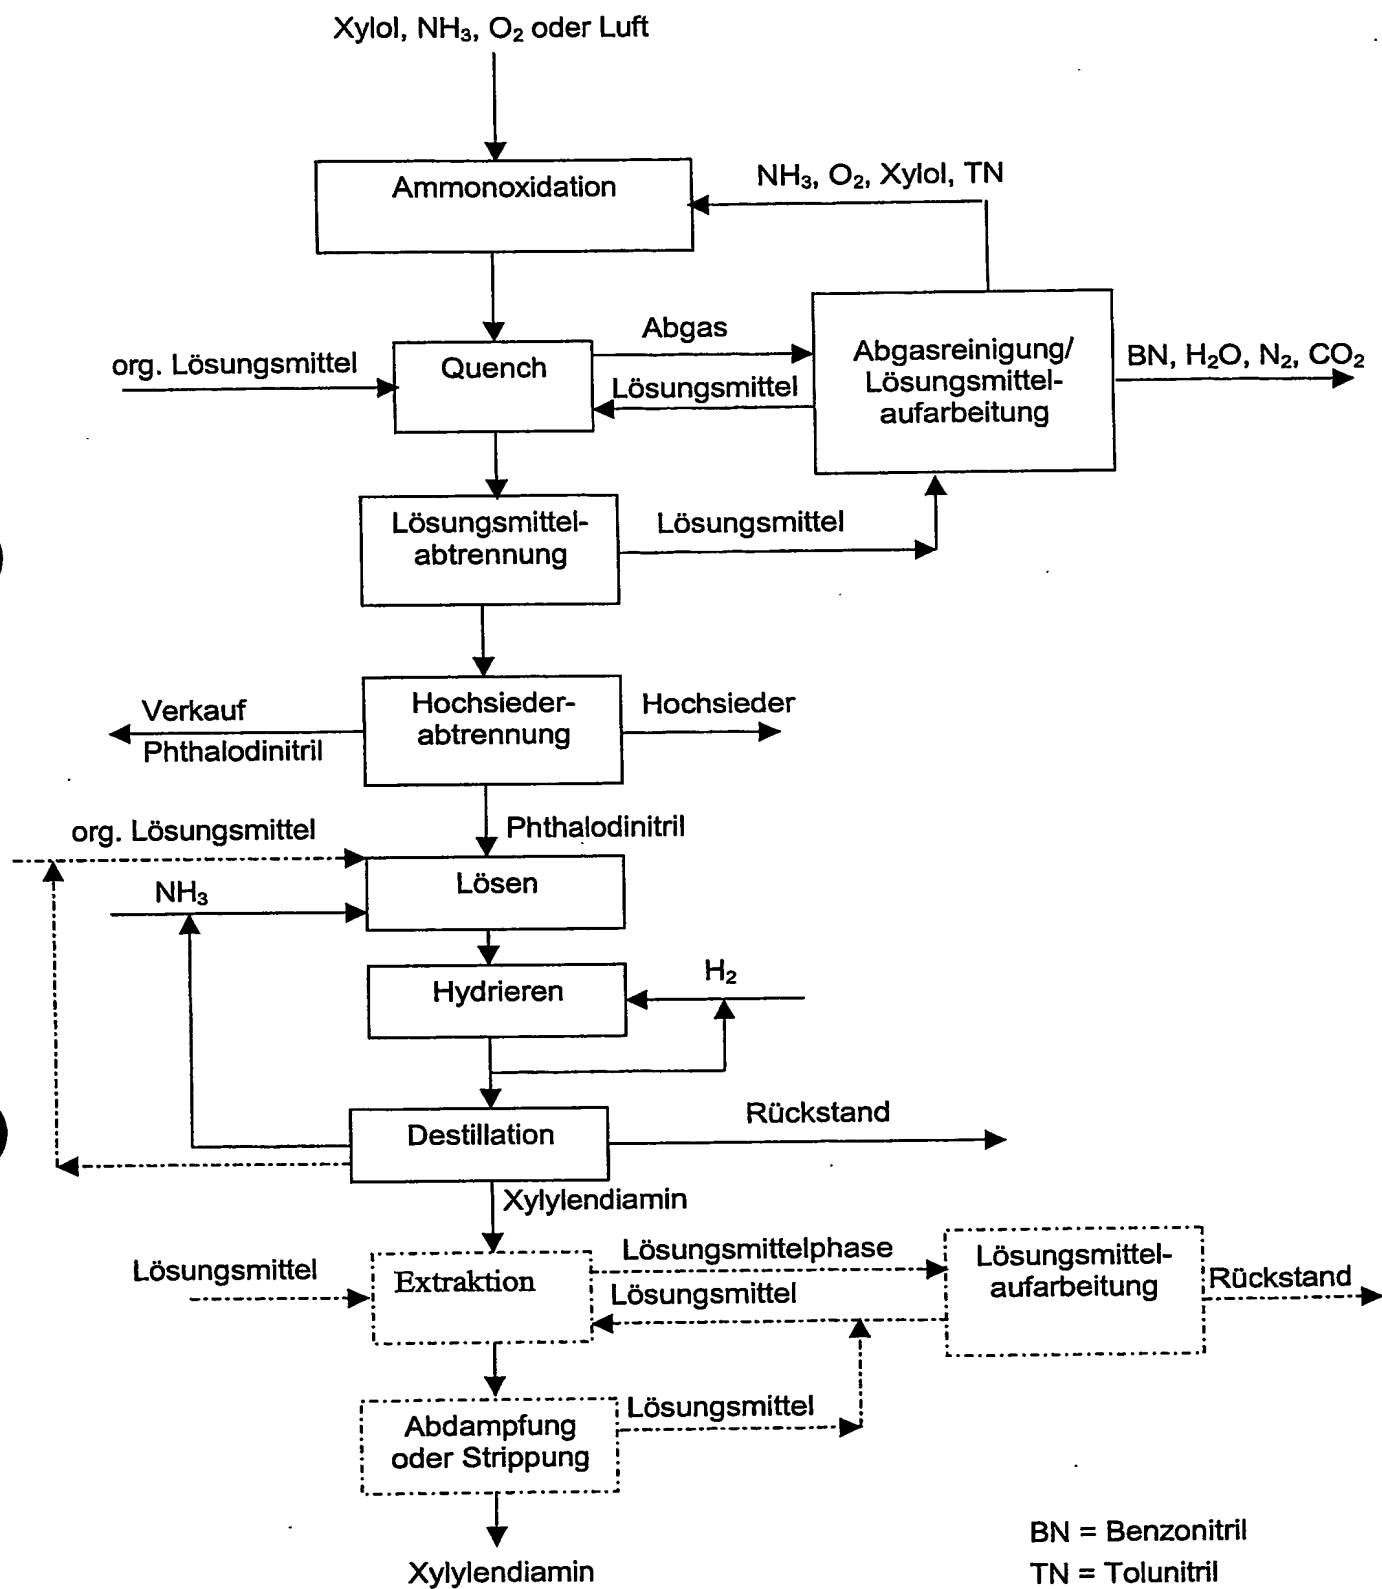 Xylol, NH₃, O₂ oder Luft
Ammonoxidation
NH₃, O₂, Xylol, TN
Abgas
org. Lösungsmittel
Quench
Lösungsmittel
Abgasreinigung/
Lösungsmittel-
aufarbeitung
BN, H₂O, N₂, CO₂
Lösungsmittel-
abtrennung
Lösungsmittel
Verkauf
Phthalodinitril
Hochsieder-
abtrennung
Hochsieder
Phthalodinitril
org. Lösungsmittel
Lösen
NH₃
Hydrieren
H₂
Destillation
Rückstand
Xylylendiamin
Lösungsmittel
Extraktion
Lösungsmittelphase
Lösungsmittel
Lösungsmittel-
aufarbeitung
Rückstand
Abdampfung
oder Strippung
Lösungsmittel
Xylylendiamin
BN = Benzonitril
TN = Tolunitril